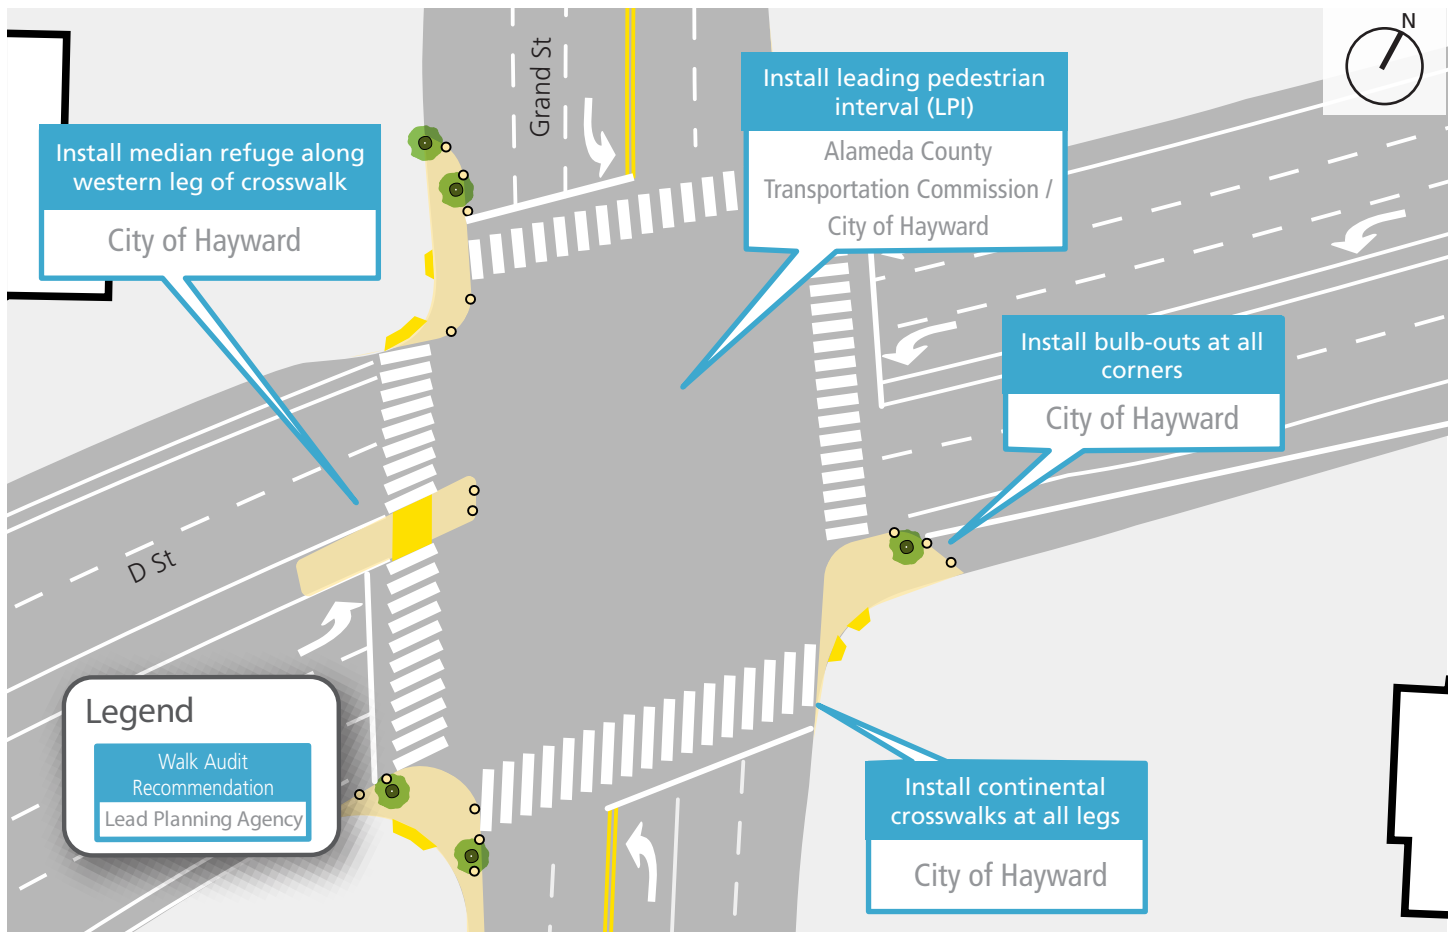 N
Grand St
Install leading pedestrian
interval (LPI)
Alameda County
Transportation Commission /
City of Hayward
Install median refuge along
western leg of crosswalk
City of Hayward
Install bulb-outs at all
corners
City of Hayward
D St
Legend
Walk Audit
Recommendation
Lead Planning Agency
Install continental
crosswalks at all legs
City of Hayward